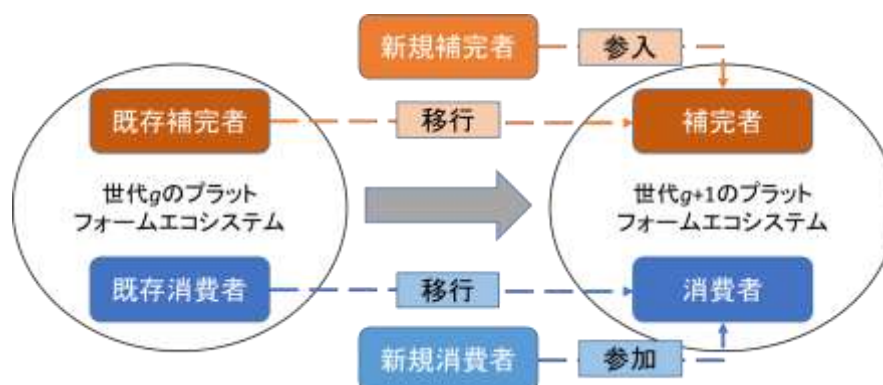 新規補完者
参入
既存補完者
移行
補完者
世代gのプラット
フォームエコシステム
世代g+1のプラット
フォームエコシステム
既存消費者
移行
消費者
新規消費者
参加